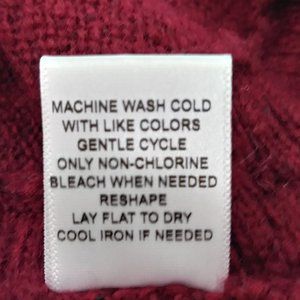 MACHINE WASH COLD
WITH LIKE COLORS
GENTLE CYCLE
ONLY NON-CHLORINE
BLEACH WHEN NEEDED
RESHAPE
LAY FLAT TO DRY
COOL IRON IF NEEDED